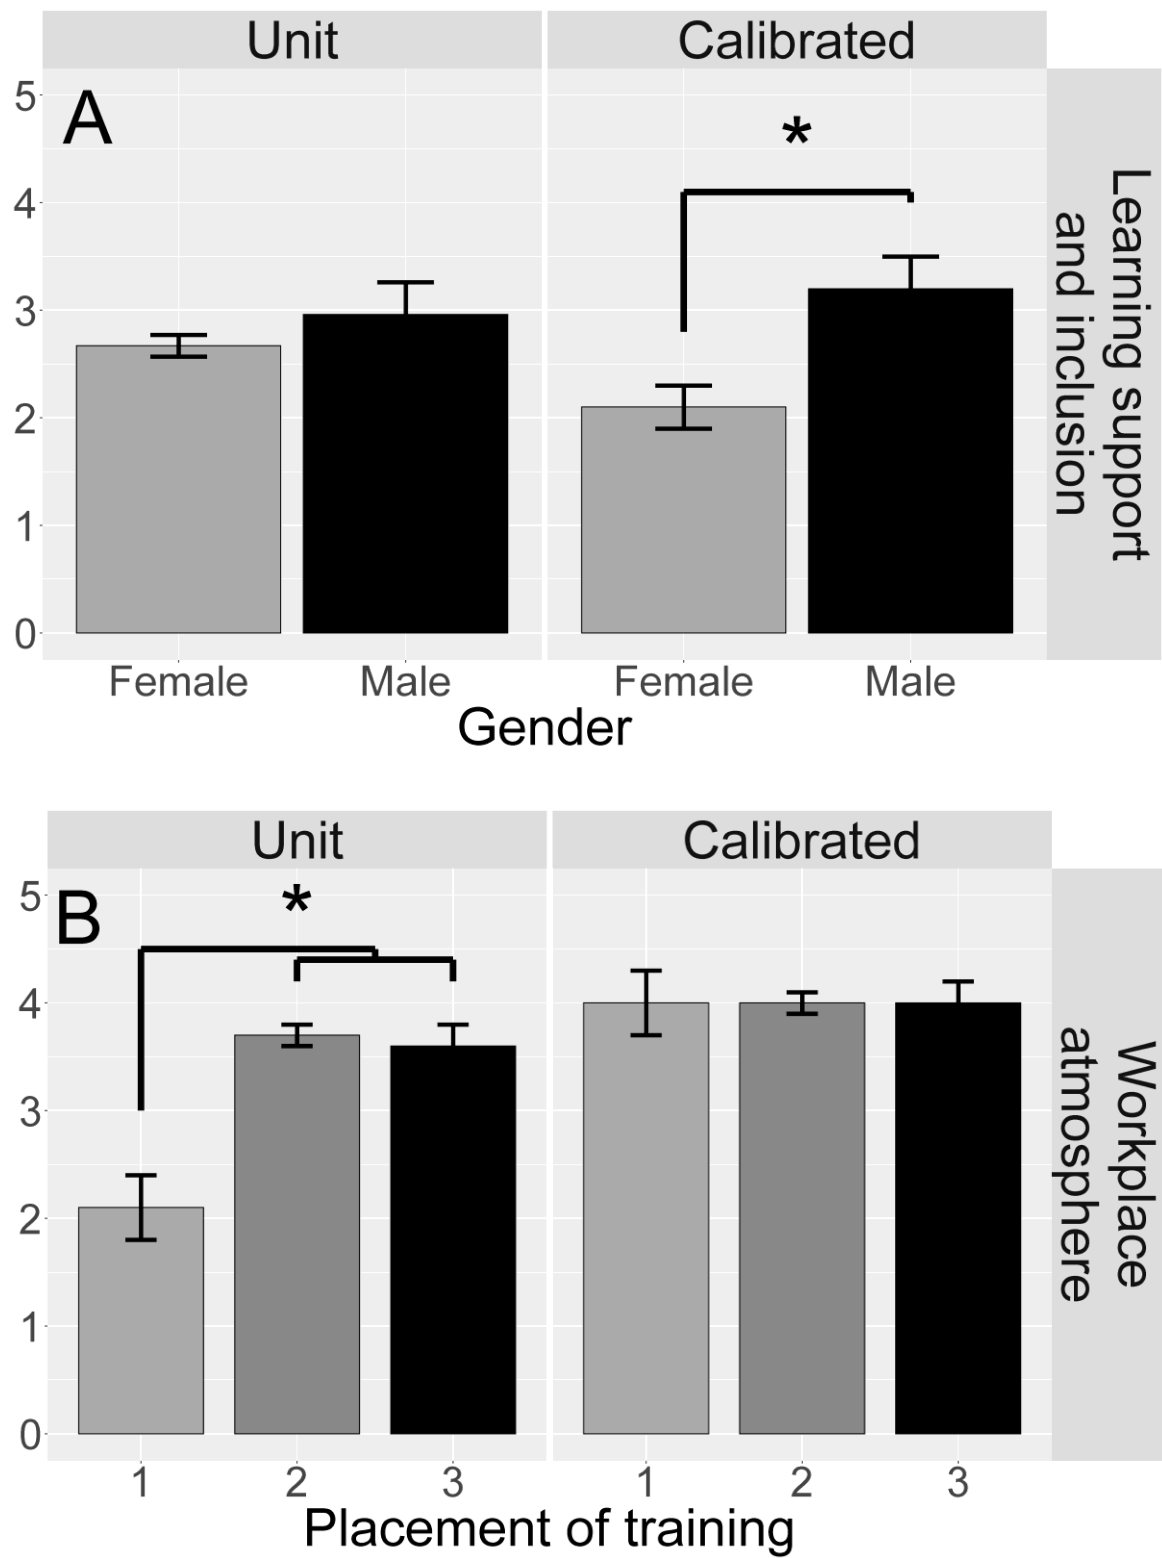 Unit
Calibrated
A
*
5
4
3
2
1
0
Learning support
and inclusion
Female
Male
Female
Male
Gender
Unit
Calibrated
B
*
5
4
3
2
1
0
Workplace
atmosphere
1
2
3
1
2
3
Placement of training